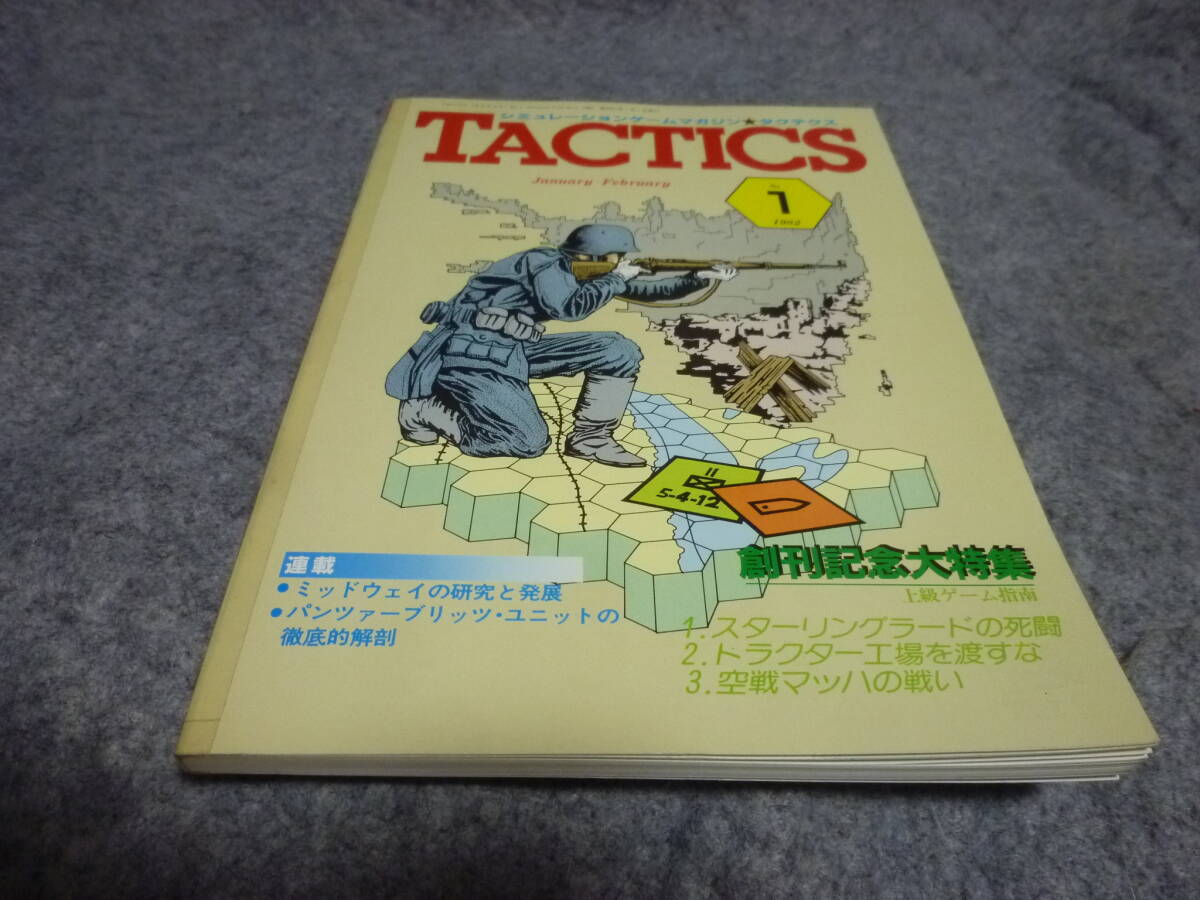 シミュレーションゲームマガジン★タクテクス
TACTICS
January-February
No.
1
1982
II
5-4-12
連載
●ミッドウェイの研究と発展
●パンツァーブリッツ・ユニットの
徹底的解剖
創刊記念大特集
上級ゲーム指南
1.スターリングラードの死闘
2.トラクター工場を渡すな
3.空戦マッハの戦い